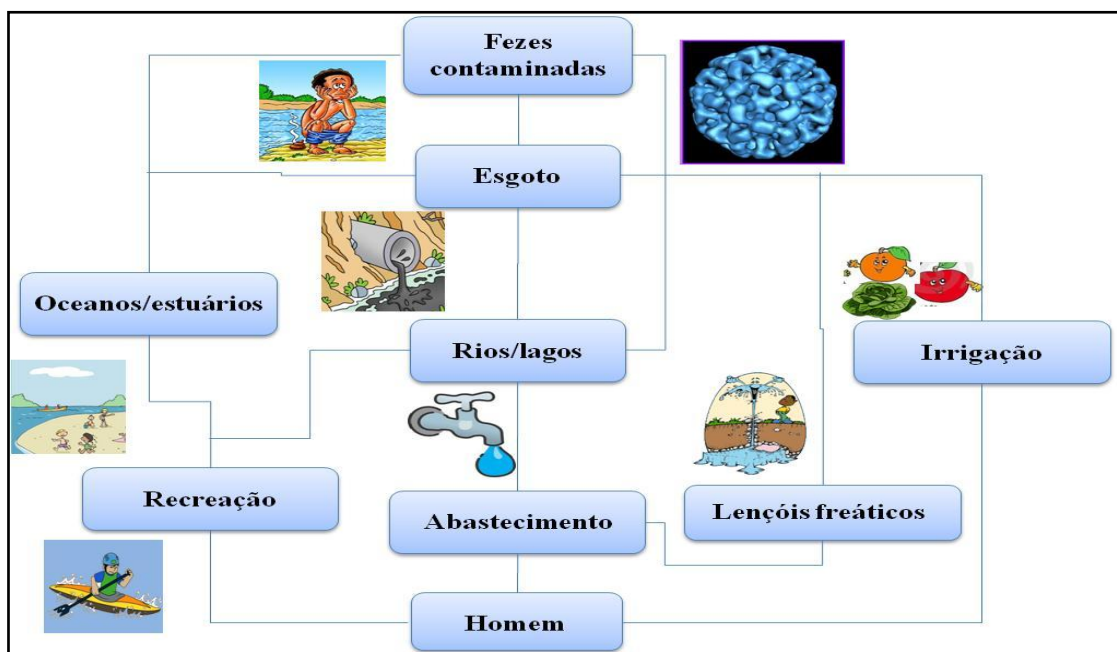 Fezes
contaminadas
Esgoto
Oceanos/estuários
Rios/lagos
Irrigação
Recreação
Abastecimento
Lençóis freáticos
Homem